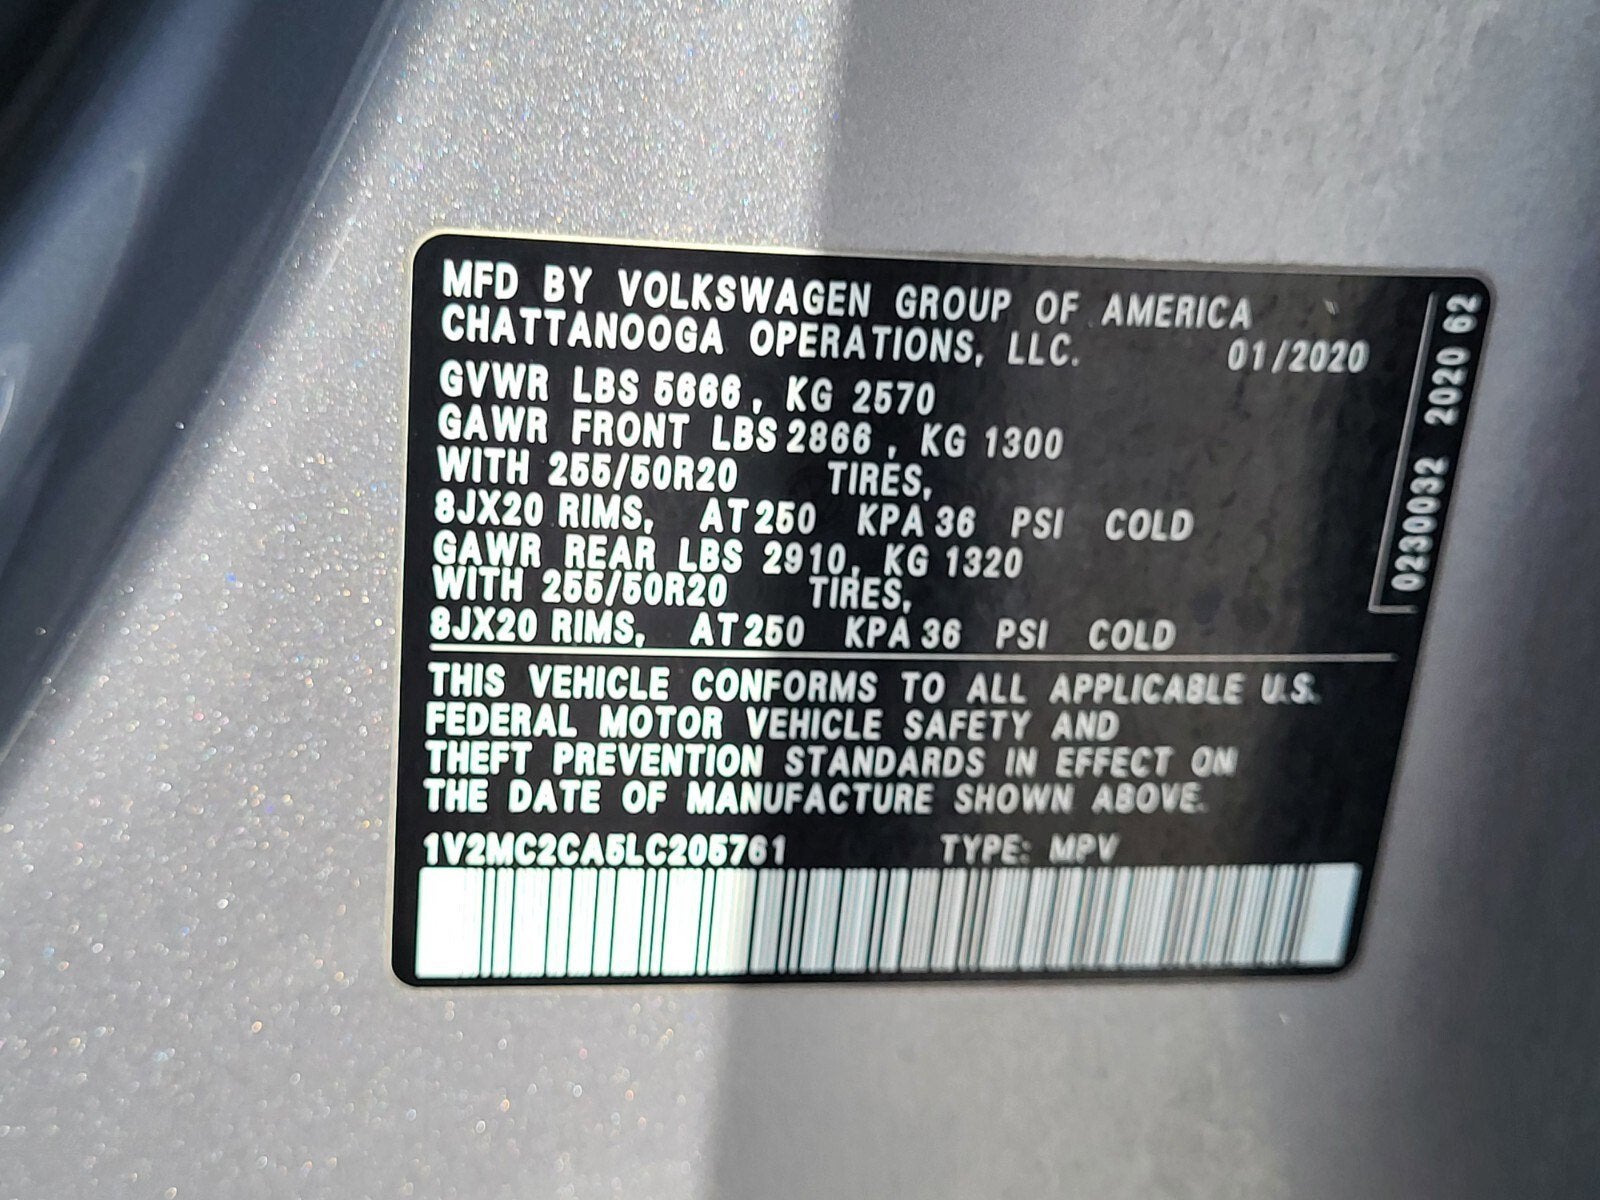 MFD BY VOLKSWAGEN GROUP OF AMERICA
CHATTANOOGA OPERATIONS, LLC. 01/2020
GVWR LBS 5666, KG 2570
GAWR FRONT LBS 2866, KG 1300
WITH 255/50R20 TIRES,
8JX20 RIMS, AT 250 KPA 36 PSI COLD
GAWR REAR LBS 2910, KG 1320
WITH 255/50R20 TIRES,
8JX20 RIMS, AT 250 KPA 36 PSI COLD
THIS VEHICLE CONFORMS TO ALL APPLICABLE U.S.
FEDERAL MOTOR VEHICLE SAFETY AND
THEFT PREVENTION STANDARDS IN EFFECT ON
THE DATE OF MANUFACTURE SHOWN ABOVE.
1V2MC2CA5LC205761 TYPE: MPV
0230032 2020 62